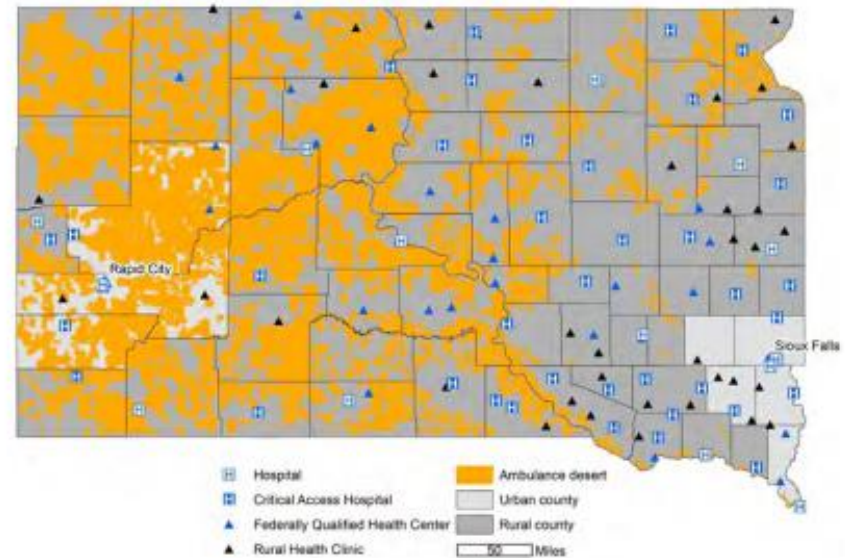 Rapid City
Sioux Falls
H Hospital
H Critical Access Hospital
Federally Qualified Health Center
Rural Health Clinic
Ambulance desert
Urban county
Rural county
50 Miles